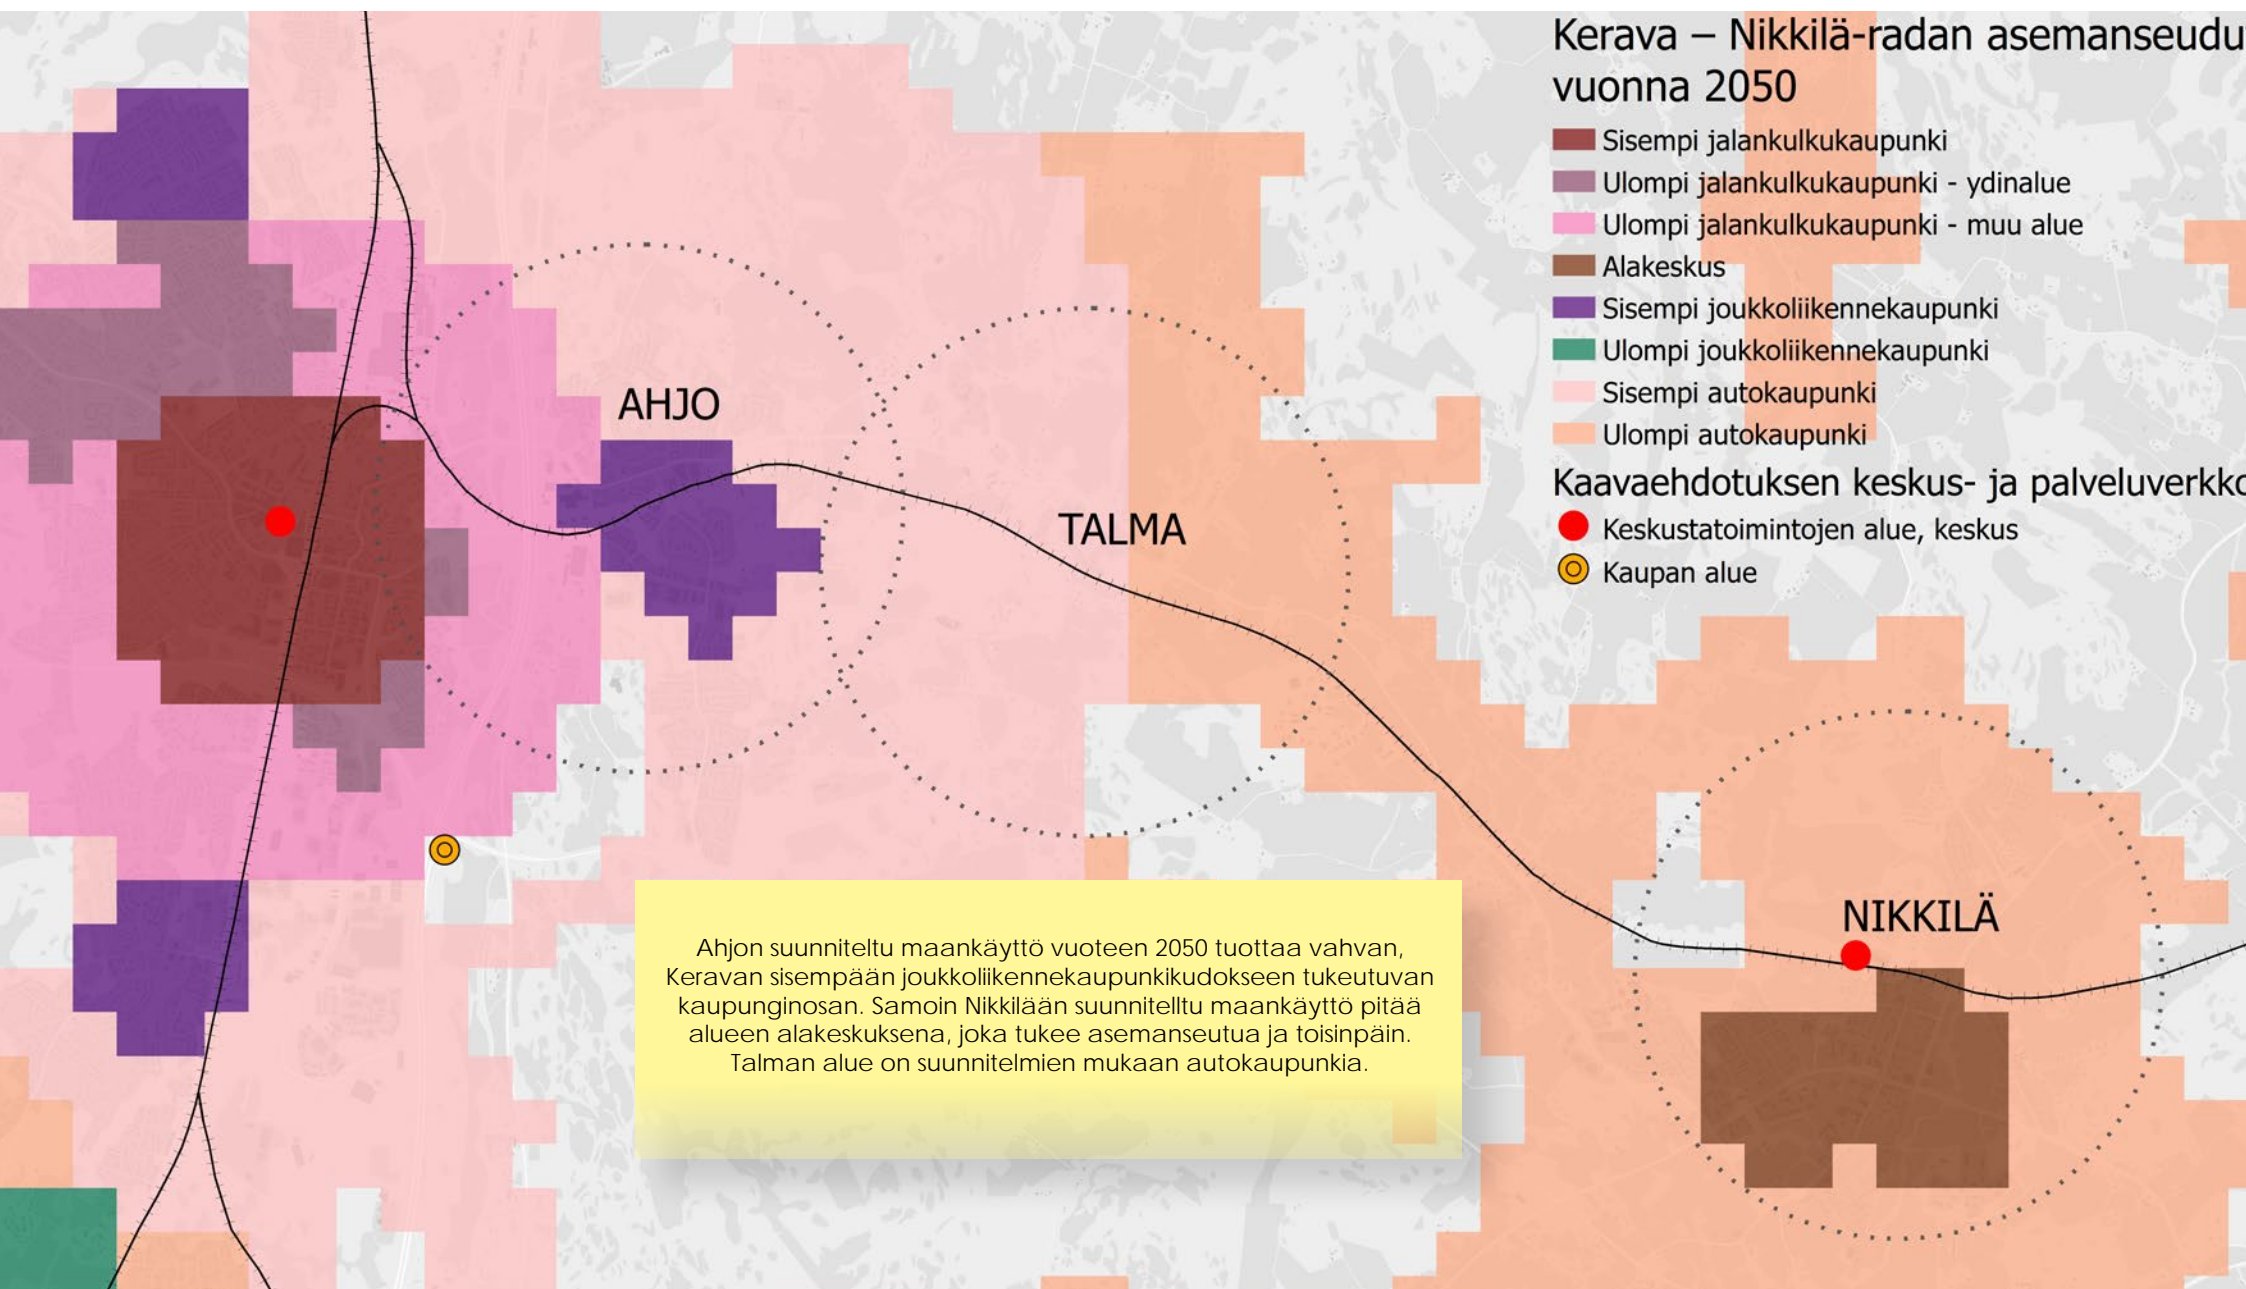 Kerava – Nikkilä-radan asemanseudu
vuonna 2050
Sisempi jalankulkukaupunki
Ulompi jalankulkukaupunki - ydinalue
Ulompi jalankulkukaupunki - muu alue
Alakeskus
Sisempi joukkoliikennekaupunki
Ulompi joukkoliikennekaupunki
Sisempi autokaupunki
Ulompi autokaupunki
Kaavaehdotuksen keskus- ja palveluverkko
Keskustatoimintojen alue, keskus
Kaupan alue
AHJO
TALMA
NIKKILÄ
Ahjon suunniteltu maankäyttö vuoteen 2050 tuottaa vahvan,
Keravan sisempään joukkoliikennekaupunkikudokseen tukeutuvan
kaupunginosan. Samoin Nikkilään suunnitelltu maankäyttö pitää
alueen alakeskuksena, joka tukee asemanseutua ja toisinpäin.
Talman alue on suunnitelmien mukaan autokaupunkia.